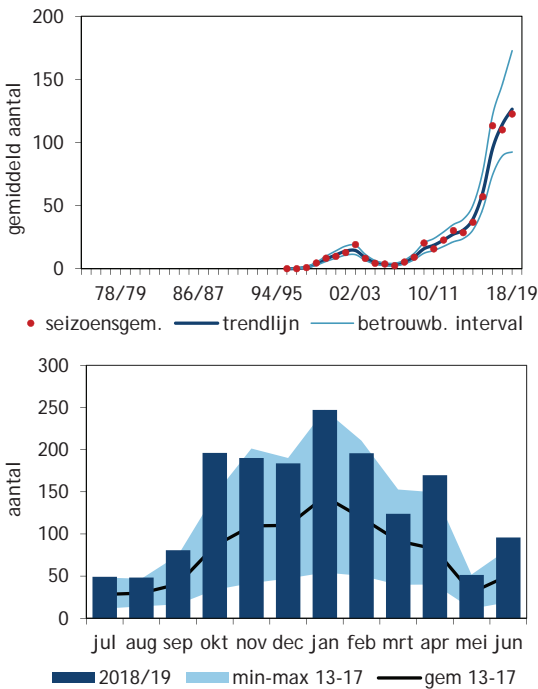 200
150
100
50
0
gemiddeld aantal
78/79 86/87 94/95 02/03 10/11 18/19
seizoensgem. trendlijn betrouwb. interval
300
250
200
150
100
50
0
aantal
jul aug sep okt nov dec jan feb mrt apr mei jun
2018/19 min-max 13-17 gem 13-17